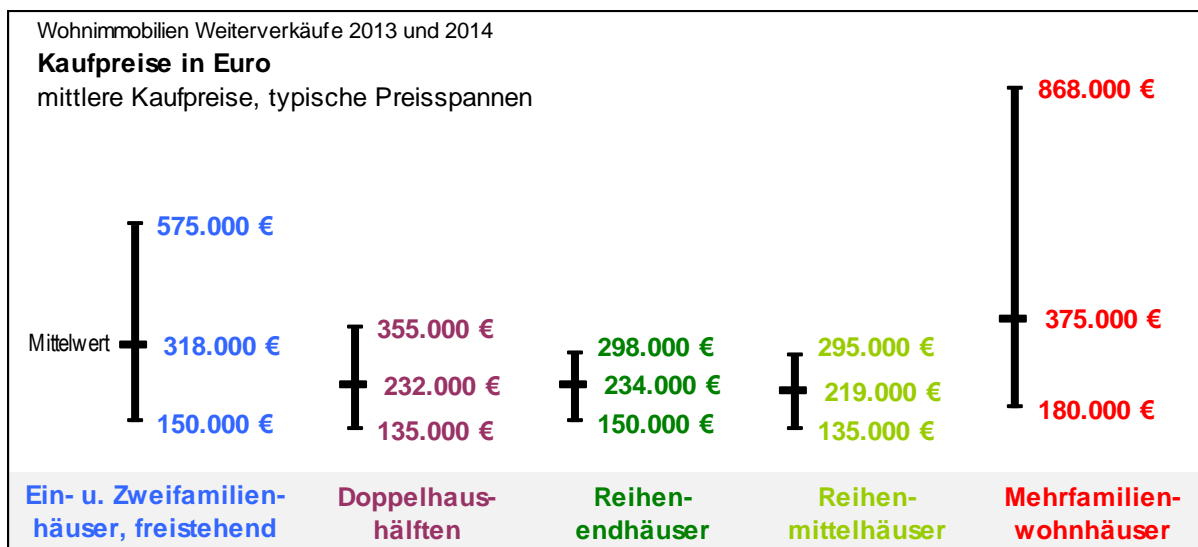 Wohnimmobilien Weiterverkäufe 2013 und 2014
Kaufpreise in Euro
mittlere Kaufpreise, typische Preisspannen
868.000 €
575.000 €
355.000 €
298.000 €
295.000 €
375.000 €
Mittelwert
318.000 €
232.000 €
234.000 €
219.000 €
180.000 €
150.000 €
135.000 €
150.000 €
135.000 €
Ein- u. Zweifamilien-
häuser, freistehend
Doppelhaus-
hälften
Reihen-
endhäuser
Reihen-
mittelhäuser
Mehrfamilien-
wohnhäuser